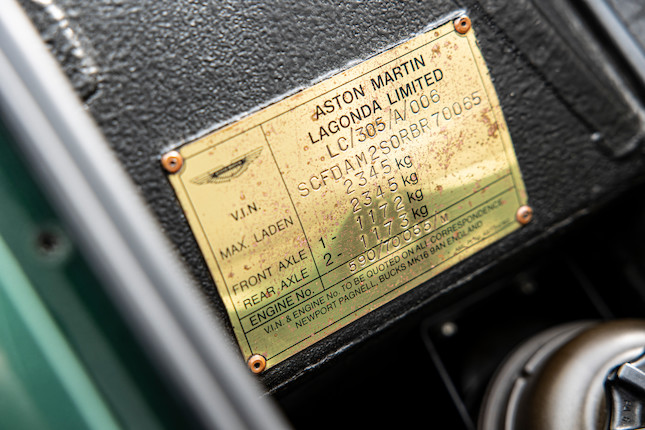 ASTON MARTIN
LAGONDA LIMITED
LC/305/A/006
V.I.N. SCFDAM2S0RBR70065
MAX. LADEN 2345 kg
2345 kg
FRONT AXLE 1- 1172 kg
REAR AXLE 2- 1173 kg
ENGINE No. 590/70065/M
V.I.N. & ENGINE No. TO BE QUOTED ON ALL CORRESPONDENCE
NEWPORT PAGNELL, BUCKS MK16 9AN ENGLAND